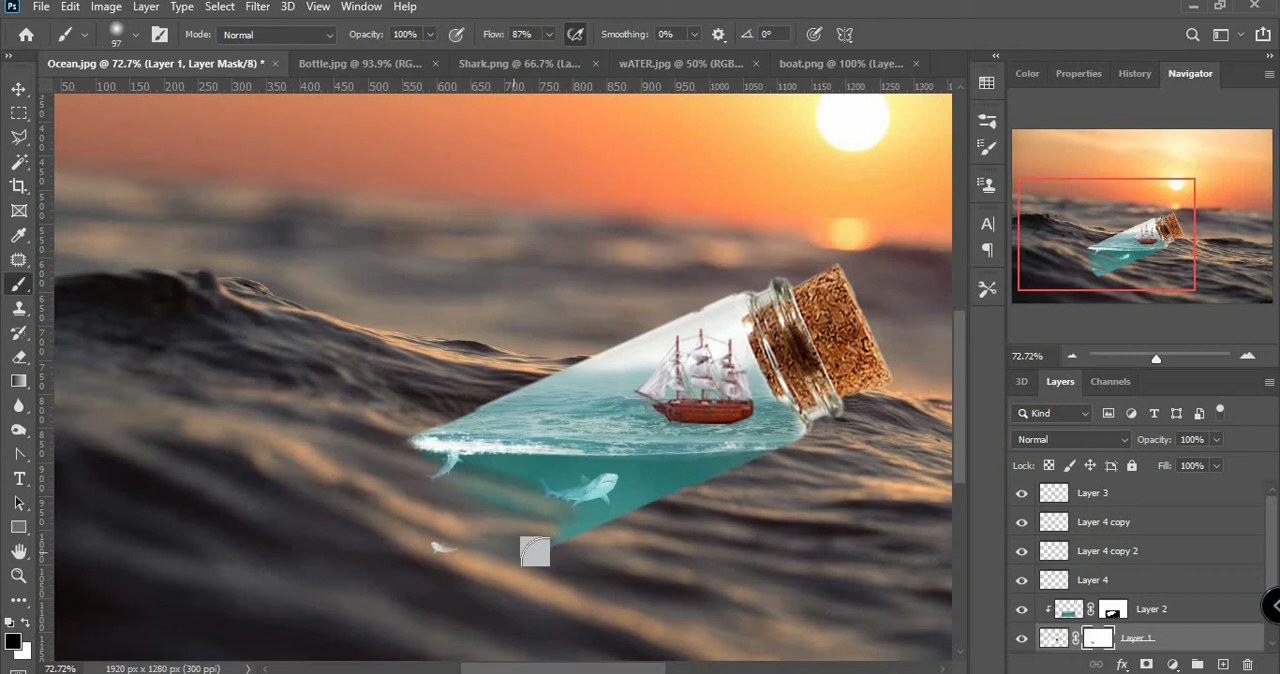 Ps File Edit Image Layer Type Select Filter 3D View Window Help
97 Mode: Normal Opacity: 100% Flow: 87% Smoothing: 0% 0°
Ocean.jpg @ 72.7% (Layer 1, Layer Mask/8) * × Bottle.jpg @ 93.9% (RG... × Shark.png @ 66.7% (La... × wATER.jpg @ 50% (RGB... × boat.png @ 100% (Laye... ×
50 100 150 200 250 300 350 400 450 500 550 600 650 700 750 800 850 900 950 1000 1050 1100 1150 1200 1250 1300
Color Properties History Navigator
72.72%
3D Layers Channels
Kind
Normal Opacity: 100%
Lock: Fill: 100%
Layer 3
Layer 4 copy
Layer 4 copy 2
Layer 4
Layer 2
Layer 1
72.72% 1920 px x 1280 px (300 ppi)